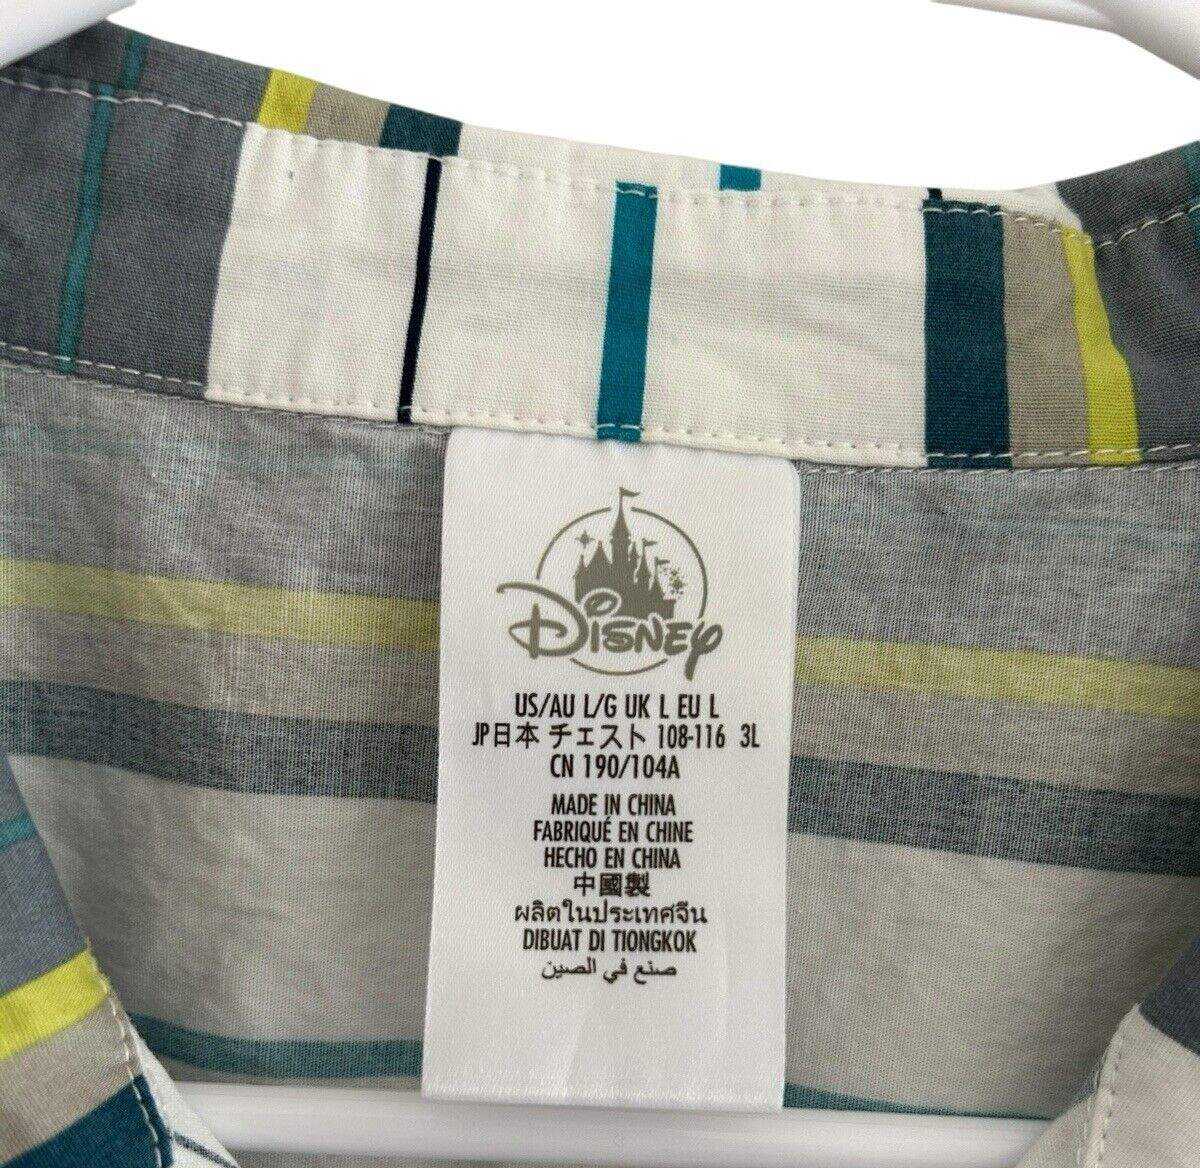 Disney
US/AU L/G UK L EU L
JP日本 チェスト 108-116 3L
CN 190/104A
MADE IN CHINA
FABRIQUÉ EN CHINE
HECHO EN CHINA
中國製
ผลิตในประเทศจีน
DIBUAT DI TIONGKOK
صنع في الصين